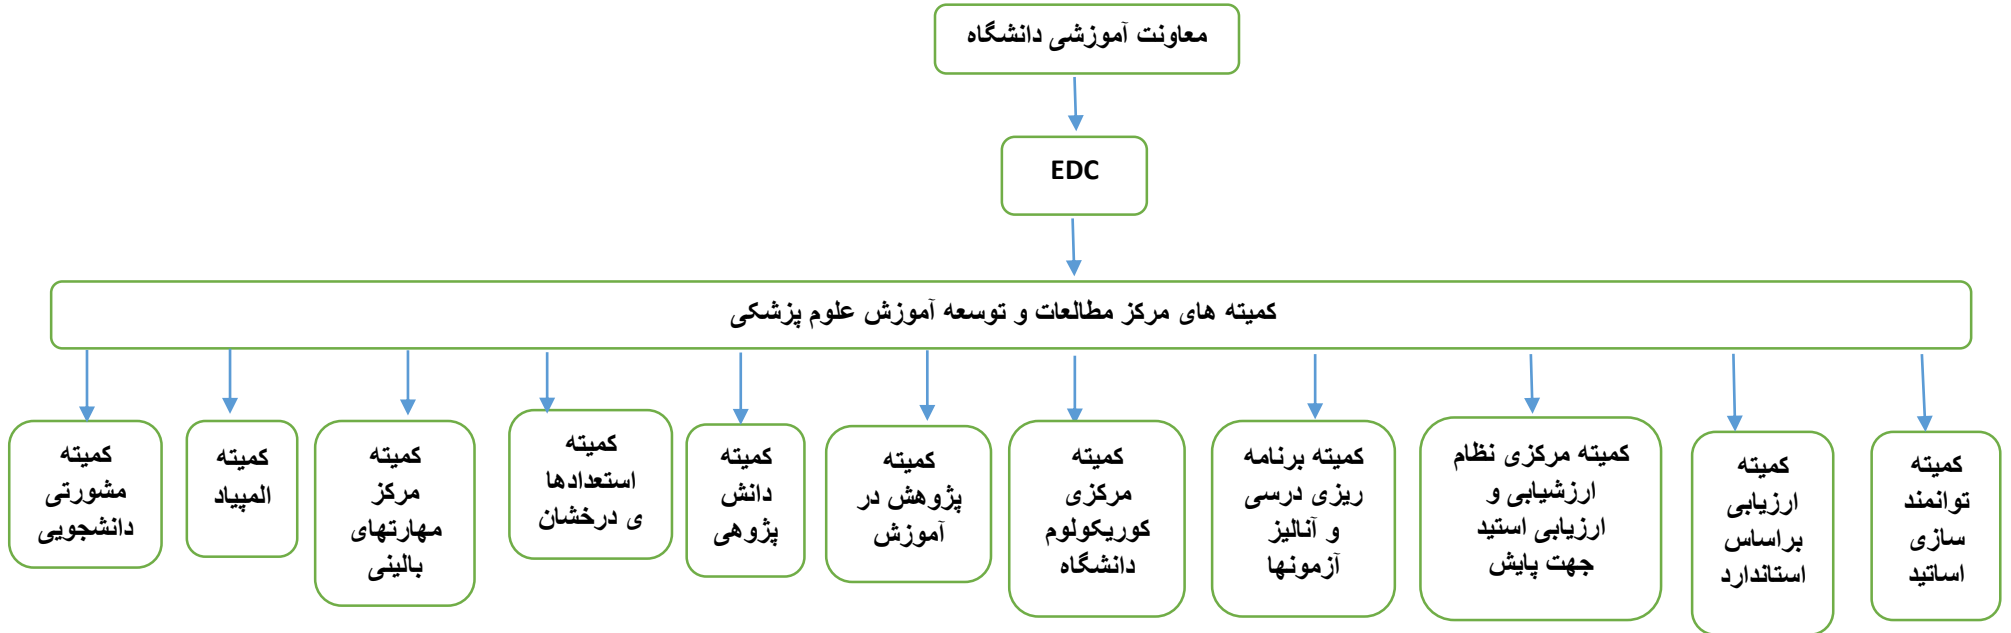 معاونت آموزشی دانشگاه
EDC
کمیته های مرکز مطالعات و توسعه آموزش علوم پزشکی
کمیته
توانمند
سازی
اساتید
کمیته
ارزیابی
براساس
استاندارد
کمیته مرکزی نظام
ارزشیابی و
ارزیابی استید
جهت پایش
کمیته برنامه
ریزی درسی
و آنالیز
آزمونها
کمیته
مرکزی
کوریکولوم
دانشگاه
کمیته
پژوهش در
آموزش
کمیته
دانش
پژوهی
کمیته
استعدادها
ی درخشان
کمیته
مرکز
مهارتهای
بالینی
کمیته
المپیاد
کمیته
مشورتی
دانشجویی